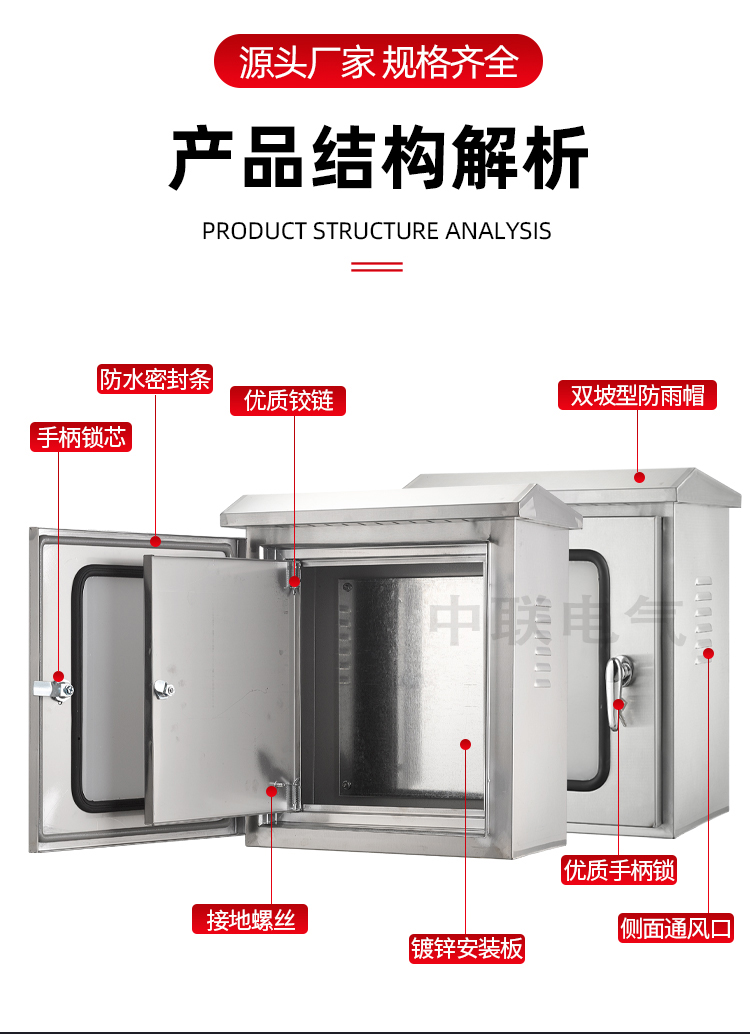 源头厂家 规格齐全
产品结构解析
PRODUCT STRUCTURE ANALYSIS
防水密封条
优质铰链
双坡型防雨帽
手柄锁芯
中联电气
优质手柄锁
接地螺丝
侧面通风口
镀锌安装板